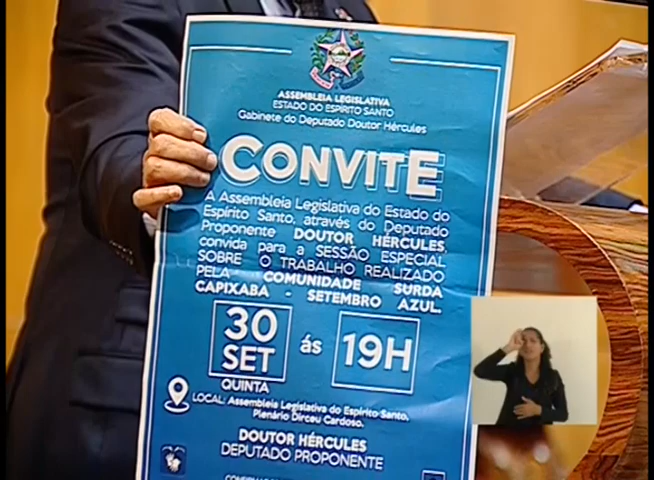 ASSEMBLEIA LEGISLATIVA
ESTADO DO ESPÍRITO SANTO
Gabinete do Deputado Doutor Hércules
CONVITE
A Assembleia Legislativa do Estado do
Espírito Santo, através do Deputado
Proponente DOUTOR HÉRCULES,
convida para a SESSÃO ESPECIAL
SOBRE O TRABALHO REALIZADO
PELA COMUNIDADE SURDA
CAPIXABA - SETEMBRO AZUL.
30 SET ás 19H
QUINTA
LOCAL: Assembleia Legislativa do Espírito Santo,
Plenário Dirceu Cardoso.
DOUTOR HÉRCULES
DEPUTADO PROPONENTE